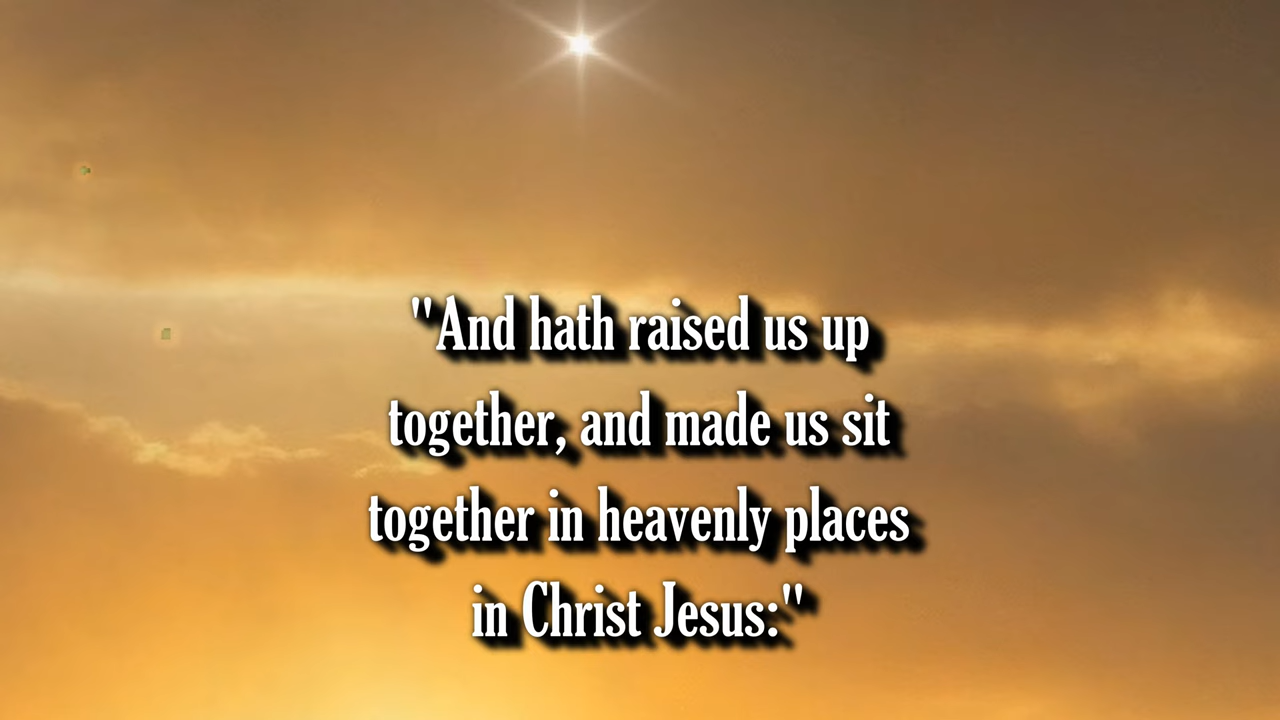 "And hath raised us up
together, and made us sit
together in heavenly places
in Christ Jesus:"